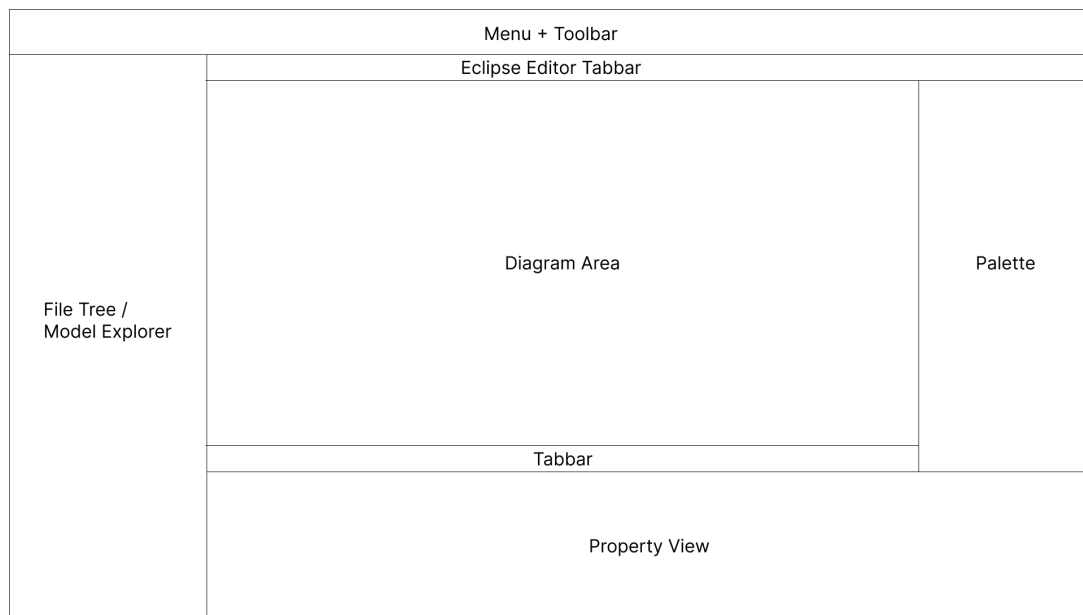 Menu + Toolbar
Eclipse Editor Tabbar
Diagram Area
Palette
File Tree /
Model Explorer
Tabbar
Property View